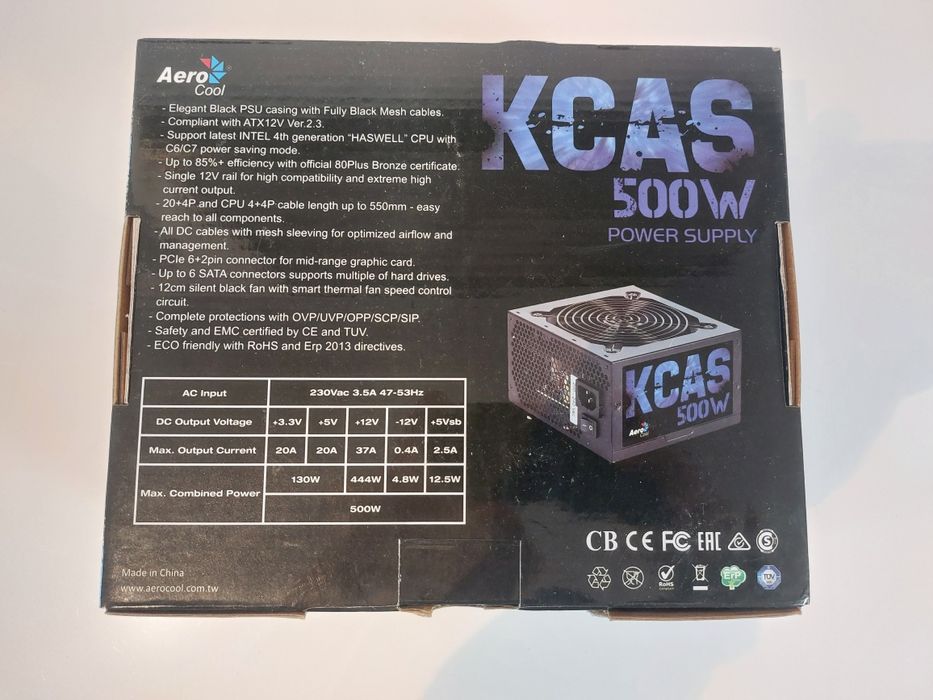 Aero
Cool
- Elegant Black PSU casing with Fully Black Mesh cables.
- Compliant with ATX12V Ver.2.3.
- Support latest INTEL 4th generation "HASWELL" CPU with
C6/C7 power saving mode.
- Up to 85%+ efficiency with official 80Plus Bronze certificate.
- Single 12V rail for high compatibility and extreme high
current output.
- 20+4P and CPU 4+4P cable length up to 550mm - easy
reach to all components.
- All DC cables with mesh sleeving for optimized airflow and
management.
- PCIe 6+2pin connector for mid-range graphic card.
- Up to 6 SATA connectors supports multiple of hard drives.
- 12cm silent black fan with smart thermal fan speed control
circuit.
- Complete protections with OVP/UVP/OPP/SCP/SIP.
- Safety and EMC certified by CE and TUV.
- ECO friendly with RoHS and Erp 2013 directives.
KCAS
500W
POWER SUPPLY
KCAS
500W
Aero
Cool
AC Input 230Vac 3.5A 47-53Hz
DC Output Voltage +3.3V +5V +12V -12V +5Vsb
Max. Output Current 20A 20A 37A 0.4A 2.5A
Max. Combined Power 130W 444W 4.8W 12.5W
500W
CB CE FC EAC S
RoHS
ErP
TUV
Made in China
www.aerocool.com.tw